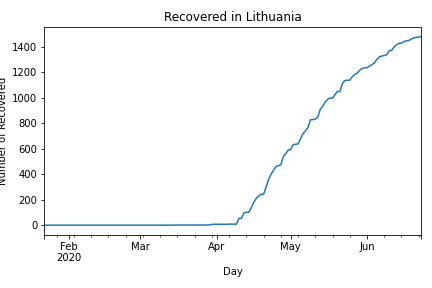 Recovered in Lithuania
Number of Recovered
1400
1200
1000
800
600
400
200
0
Feb
2020
Mar
Apr
May
Jun
Day